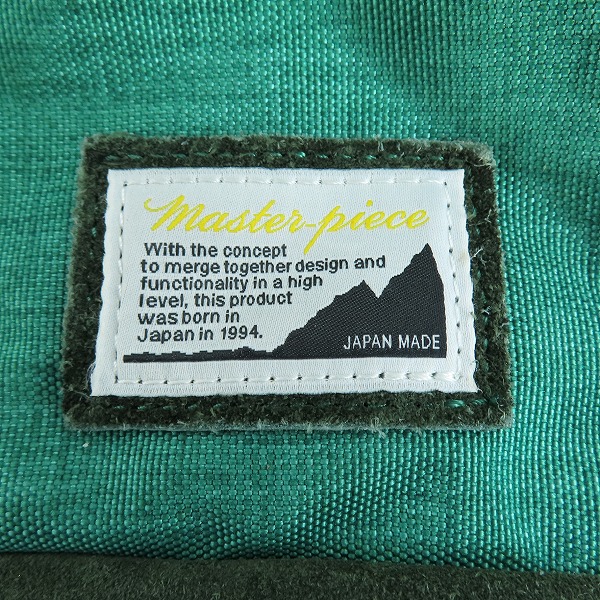 Master-piece
With the concept
to merge together design and
functionality in a high
level, this product
was born in
Japan in 1994.
JAPAN MADE